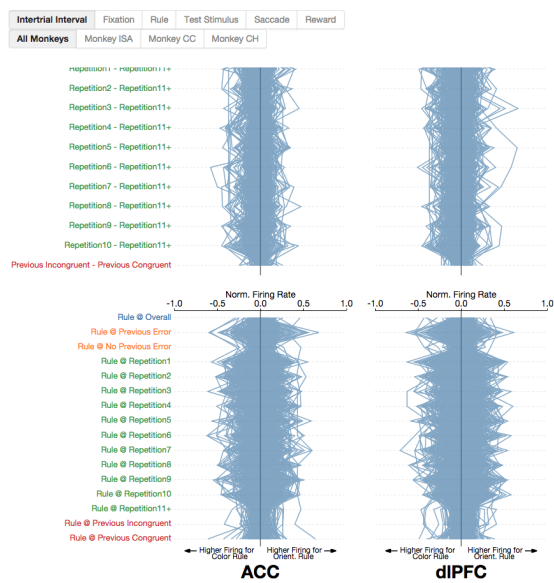 Intertrial Interval Fixation Rule Test Stimulus Saccade Reward
All Monkeys Monkey ISA Monkey CC Monkey CH
Repetition1 - Repetition11+
Repetition2 - Repetition11+
Repetition3 - Repetition11+
Repetition4 - Repetition11+
Repetition5 - Repetition11+
Repetition6 - Repetition11+
Repetition7 - Repetition11+
Repetition8 - Repetition11+
Repetition9 - Repetition11+
Repetition10 - Repetition11+
Previous Incongruent - Previous Congruent
Norm. Firing Rate Norm. Firing Rate
-1.0 -0.5 0.0 0.5 1.0 -1.0 -0.5 0.0 0.5 1.0
Rule @ Overall
Rule @ Previous Error
Rule @ No Previous Error
Rule @ Repetition1
Rule @ Repetition2
Rule @ Repetition3
Rule @ Repetition4
Rule @ Repetition5
Rule @ Repetition6
Rule @ Repetition7
Rule @ Repetition8
Rule @ Repetition9
Rule @ Repetition10
Rule @ Repetition11+
Rule @ Previous Incongruent
Rule @ Previous Congruent
Higher Firing for Higher Firing for Higher Firing for Higher Firing for
Color Rule Orient. Rule Color Rule Orient. Rule
ACC dlPFC